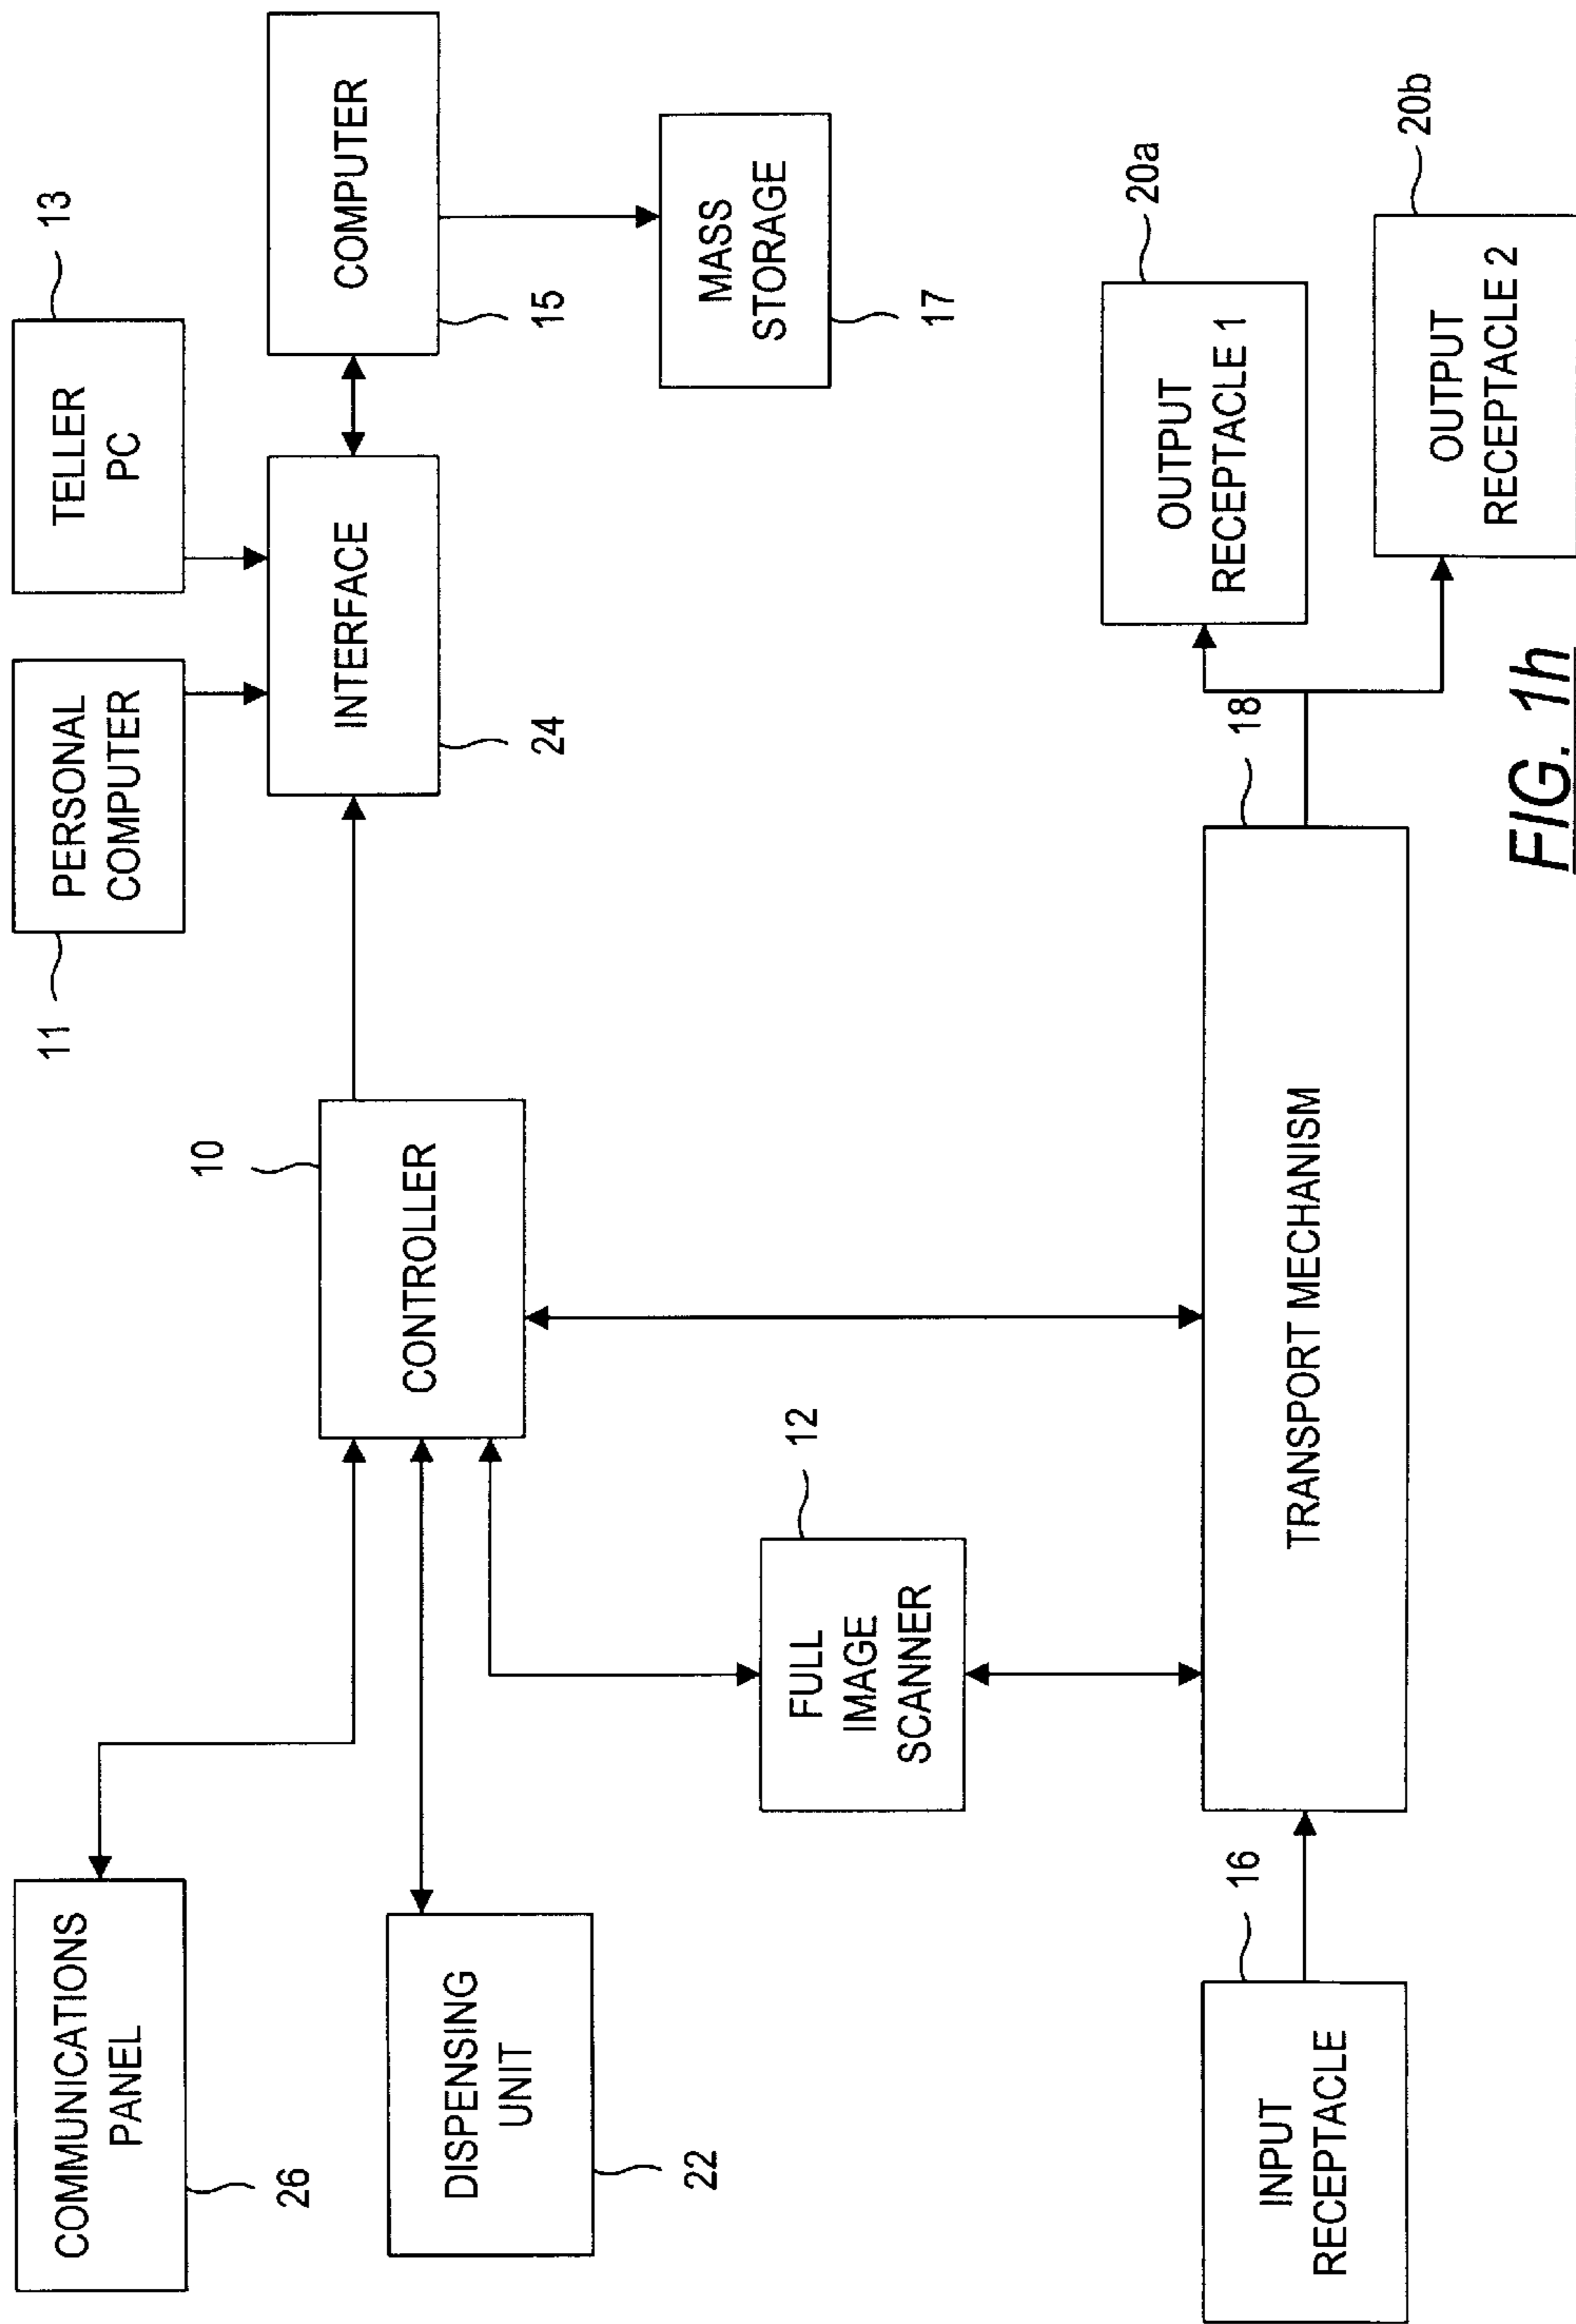 COMMUNICATIONS
PANEL
26
DISPENSING
UNIT
22
10
CONTROLLER
11
PERSONAL
COMPUTER
TELLER
PC
13
INTERFACE
24
COMPUTER
15
MASS
STORAGE
17
12
FULL
IMAGE
SCANNER
INPUT
RECEPTACLE
16
TRANSPORT MECHANISM
18
OUTPUT
RECEPTACLE 1
20a
OUTPUT
RECEPTACLE 2
20b
FIG. 1h